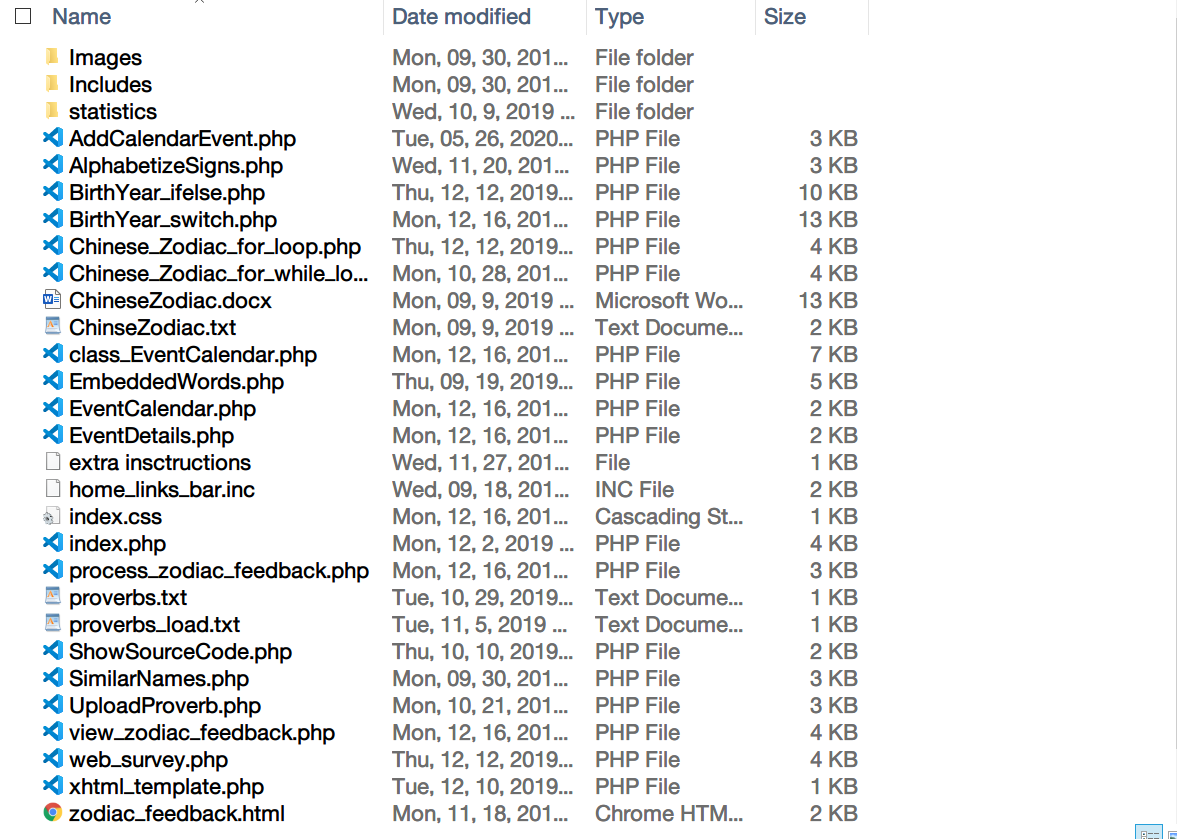 Name Date modified Type Size
Images Mon, 09, 30, 201... File folder
Includes Mon, 09, 30, 201... File folder
statistics Wed, 10, 9, 2019 ... File folder
AddCalendarEvent.php Tue, 05, 26, 2020... PHP File 3 KB
AlphabetizeSigns.php Wed, 11, 20, 201... PHP File 3 KB
BirthYear_ifelse.php Thu, 12, 12, 2019... PHP File 10 KB
BirthYear_switch.php Mon, 12, 16, 201... PHP File 13 KB
Chinese_Zodiac_for_loop.php Thu, 12, 12, 2019... PHP File 4 KB
Chinese_Zodiac_for_while_lo... Mon, 10, 28, 201... PHP File 4 KB
ChineseZodiac.docx Mon, 09, 9, 2019 ... Microsoft Wo... 13 KB
ChinseZodiac.txt Mon, 09, 9, 2019 ... Text Docume... 2 KB
class_EventCalendar.php Mon, 12, 16, 201... PHP File 7 KB
EmbeddedWords.php Thu, 09, 19, 2019... PHP File 5 KB
EventCalendar.php Mon, 12, 16, 201... PHP File 2 KB
EventDetails.php Mon, 12, 16, 201... PHP File 2 KB
extra insctructions Wed, 11, 27, 201... File 1 KB
home_links_bar.inc Wed, 09, 18, 201... INC File 2 KB
index.css Mon, 12, 16, 201... Cascading St... 1 KB
index.php Mon, 12, 2, 2019 ... PHP File 4 KB
process_zodiac_feedback.php Mon, 12, 16, 201... PHP File 3 KB
proverbs.txt Tue, 10, 29, 2019... Text Docume... 1 KB
proverbs_load.txt Tue, 11, 5, 2019 ... Text Docume... 1 KB
ShowSourceCode.php Thu, 10, 10, 2019... PHP File 2 KB
SimilarNames.php Mon, 09, 30, 201... PHP File 3 KB
UploadProverb.php Mon, 10, 21, 201... PHP File 3 KB
view_zodiac_feedback.php Mon, 12, 16, 201... PHP File 4 KB
web_survey.php Thu, 12, 12, 2019... PHP File 4 KB
xhtml_template.php Tue, 12, 10, 2019... PHP File 1 KB
zodiac_feedback.html Mon, 11, 18, 201... Chrome HTM... 2 KB